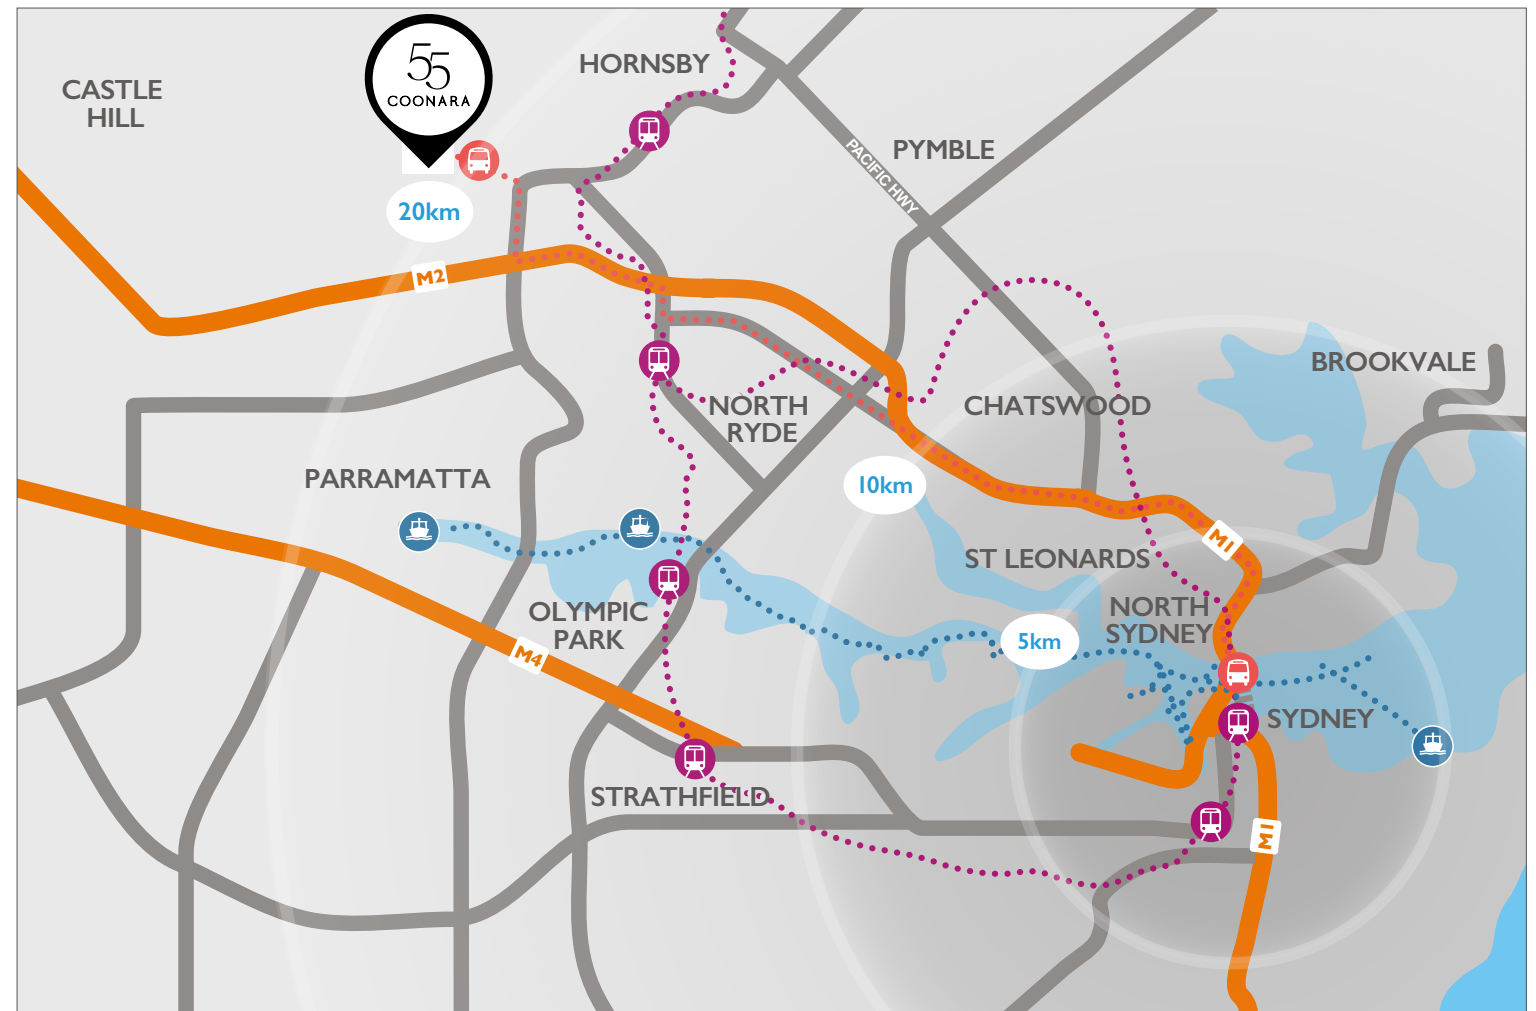 55
COONARA
HORNSBY
CASTLE
HILL
PYMBLE
PACIFIC HWY
20km
M2
BROOKVALE
NORTH
RYDE
CHATSWOOD
PARRAMATTA
10km
M1
ST LEONARDS
OLYMPIC
PARK
NORTH
SYDNEY
5km
M4
SYDNEY
STRATHFIELD
M1